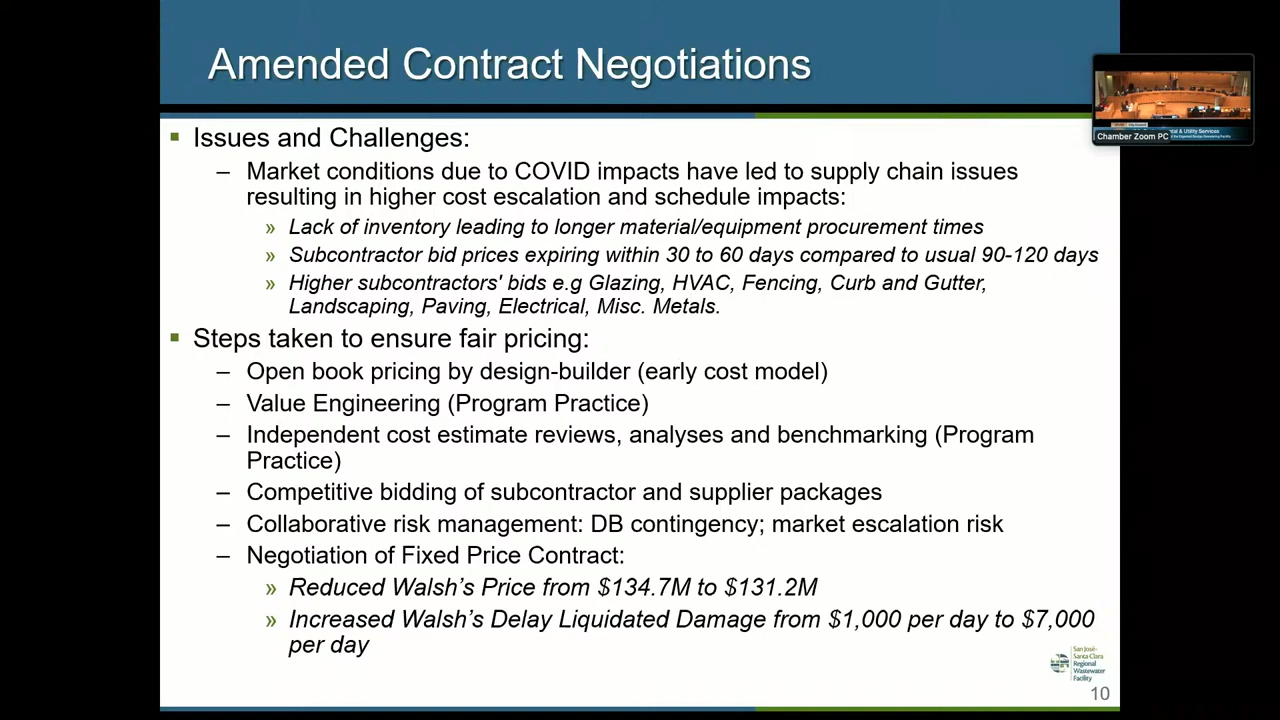 Amended Contract Negotiations
Issues and Challenges:
– Market conditions due to COVID impacts have led to supply chain issues
resulting in higher cost escalation and schedule impacts:
» Lack of inventory leading to longer material/equipment procurement times
» Subcontractor bid prices expiring within 30 to 60 days compared to usual 90-120 days
» Higher subcontractors' bids e.g Glazing, HVAC, Fencing, Curb and Gutter,
Landscaping, Paving, Electrical, Misc. Metals.
Steps taken to ensure fair pricing:
– Open book pricing by design-builder (early cost model)
– Value Engineering (Program Practice)
– Independent cost estimate reviews, analyses and benchmarking (Program
Practice)
– Competitive bidding of subcontractor and supplier packages
– Collaborative risk management: DB contingency; market escalation risk
– Negotiation of Fixed Price Contract:
» Reduced Walsh’s Price from $134.7M to $131.2M
» Increased Walsh’s Delay Liquidated Damage from $1,000 per day to $7,000
per day
San José-
Santa Clara
Regional
Wastewater
Facility
10
Chamber Zoom PC
& Utility Services